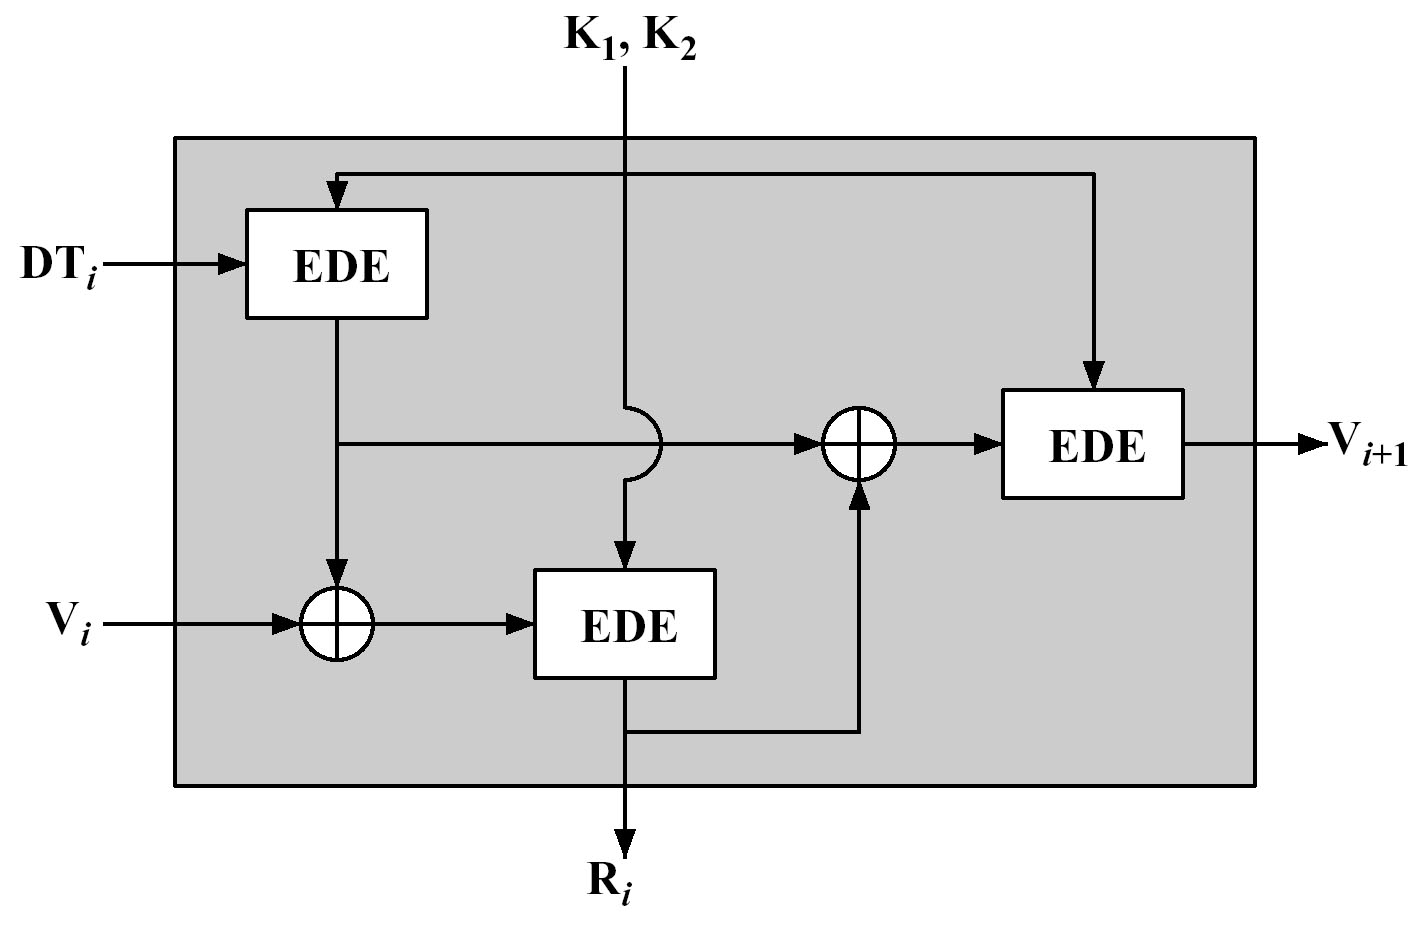 K₁, K₂
EDE
DTᵢ
EDE
Vᵢ₊₁
EDE
Vᵢ
Rᵢ